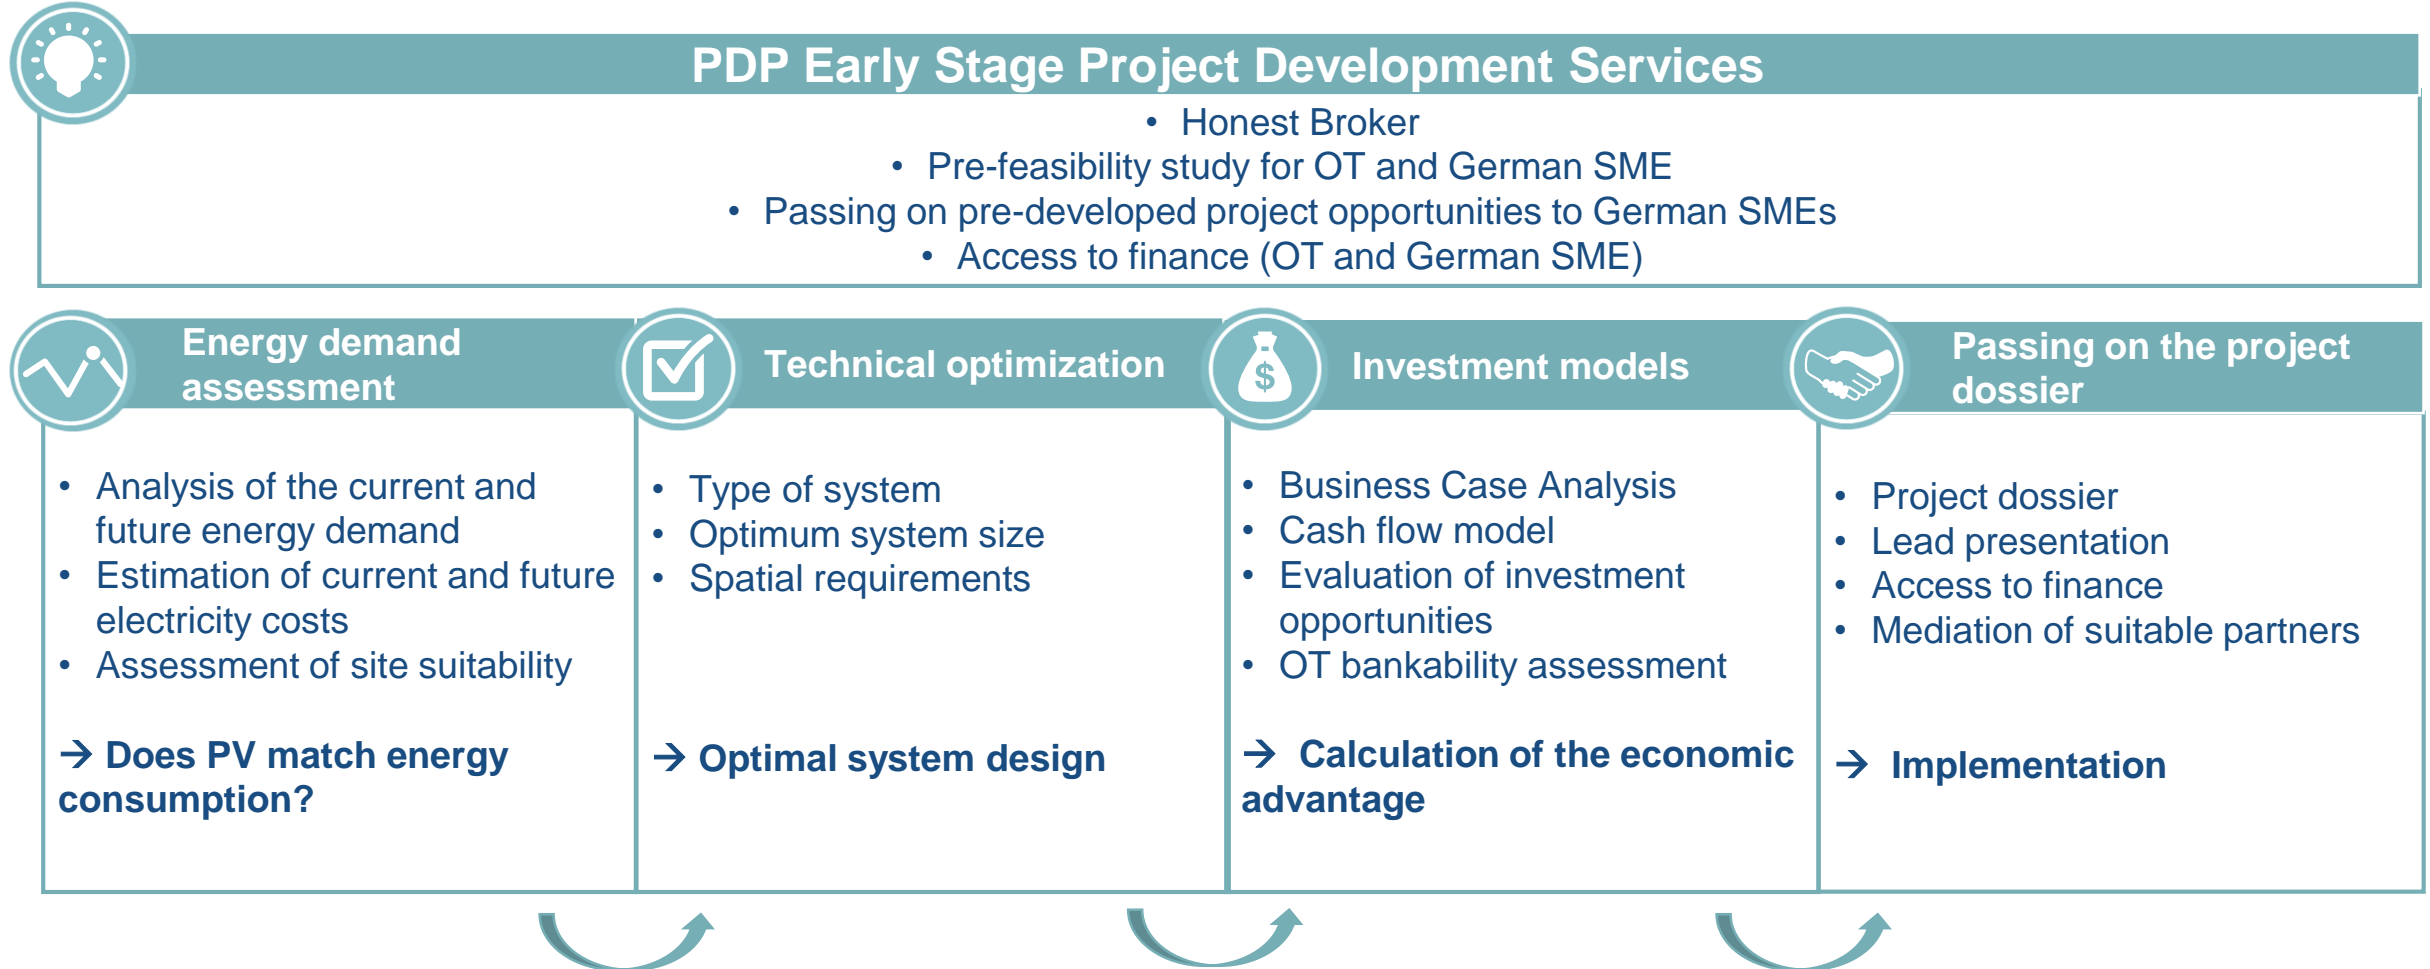 PDP Early Stage Project Development Services
• Honest Broker
• Pre-feasibility study for OT and German SME
• Passing on pre-developed project opportunities to German SMEs
• Access to finance (OT and German SME)
Energy demand
assessment
• Analysis of the current and
future energy demand
• Estimation of current and future
electricity costs
• Assessment of site suitability
→ Does PV match energy
consumption?
Technical optimization
• Type of system
• Optimum system size
• Spatial requirements
→ Optimal system design
$
Investment models
• Business Case Analysis
• Cash flow model
• Evaluation of investment
opportunities
• OT bankability assessment
→ Calculation of the economic
advantage
Passing on the project
dossier
• Project dossier
• Lead presentation
• Access to finance
• Mediation of suitable partners
→ Implementation